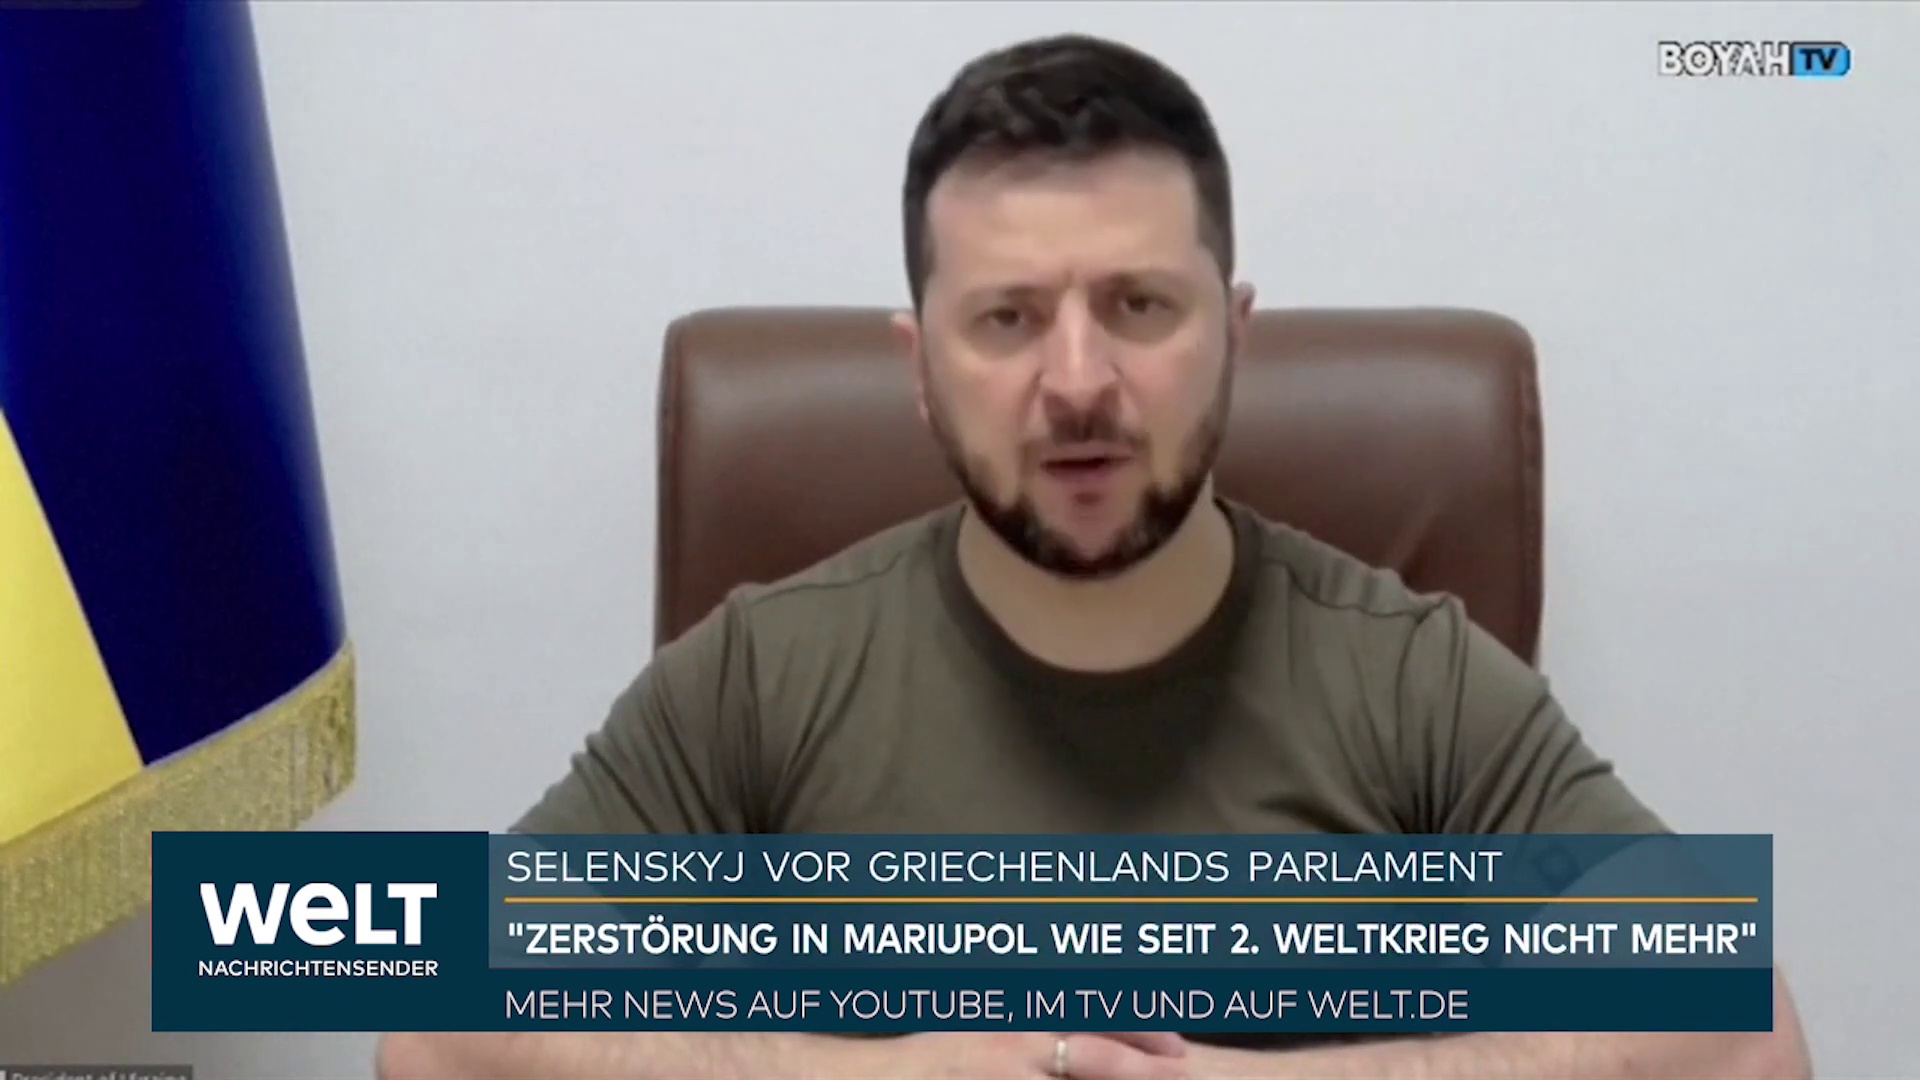 BOYAH TV
SELENSKYJ VOR GRIECHENLANDS PARLAMENT
WELT
NACHRICHTENSENDER
"ZERSTÖRUNG IN MARIUPOL WIE SEIT 2. WELTKRIEG NICHT MEHR"
MEHR NEWS AUF YOUTUBE, IM TV UND AUF WELT.DE
President of Ukraine